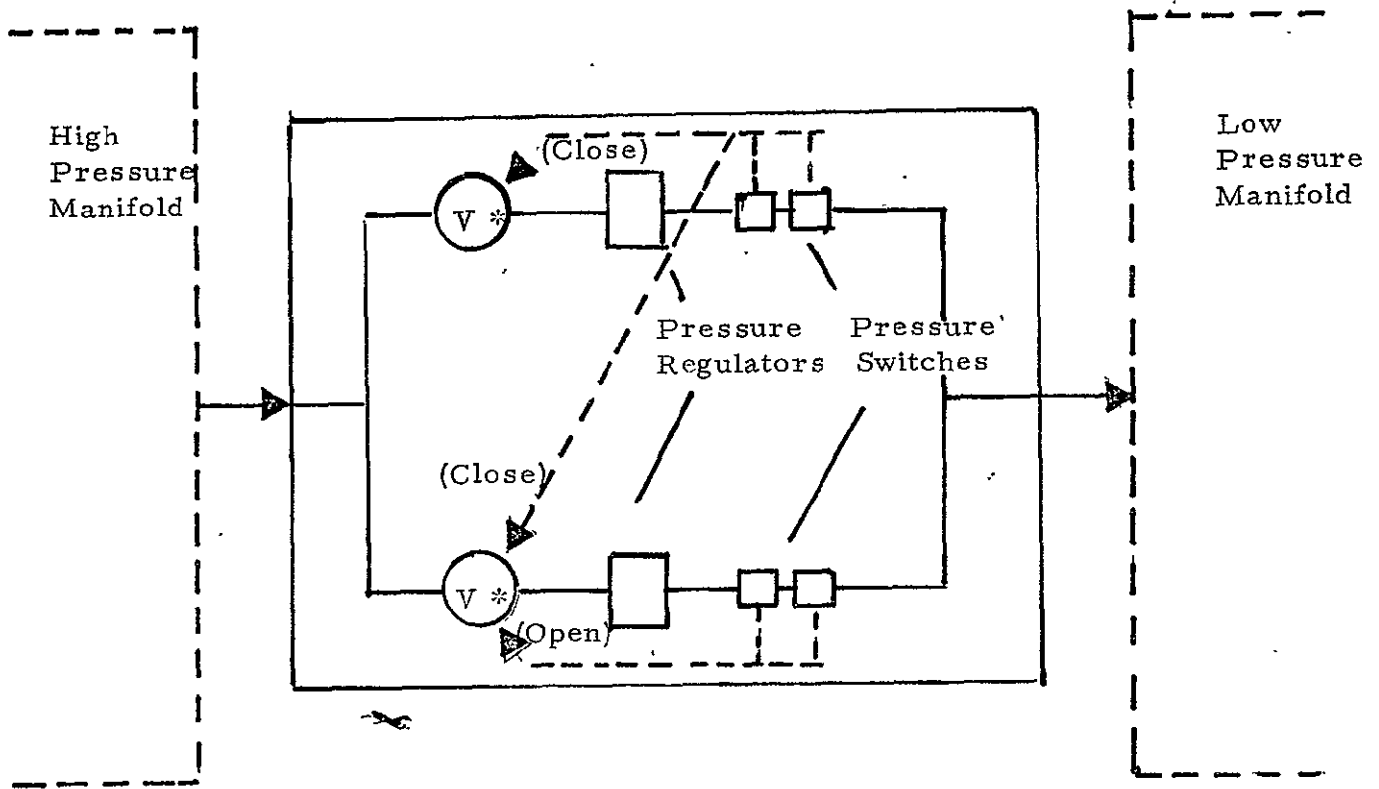 High
Pressure
Manifold
(Close)
Low
Pressure
Manifold
V *
Pressure
Regulators
Pressure
Switches
(Close)
V *
(Open)